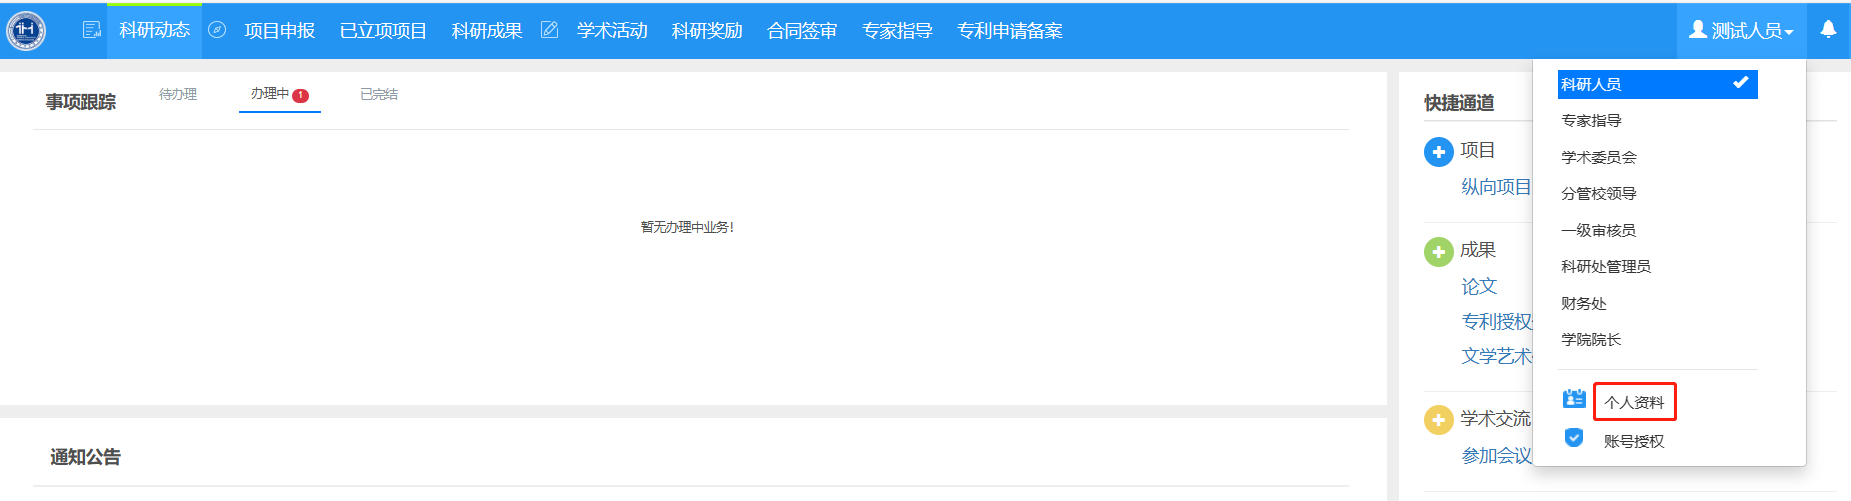 科研动态 项目申报 已立项项目 科研成果 学术活动 科研奖励 合同签审 专家指导 专利申请备案 测试人员
事项跟踪 待办理 办理中 1 已完结
暂无办理中业务!
通知公告
快捷通道
项目
纵向项目
成果
论文
专利授权
文学艺术
学术交流
参加会议
科研人员
专家指导
学术委员会
分管校领导
一级审核员
科研处管理员
财务处
学院院长
个人资料
账号授权